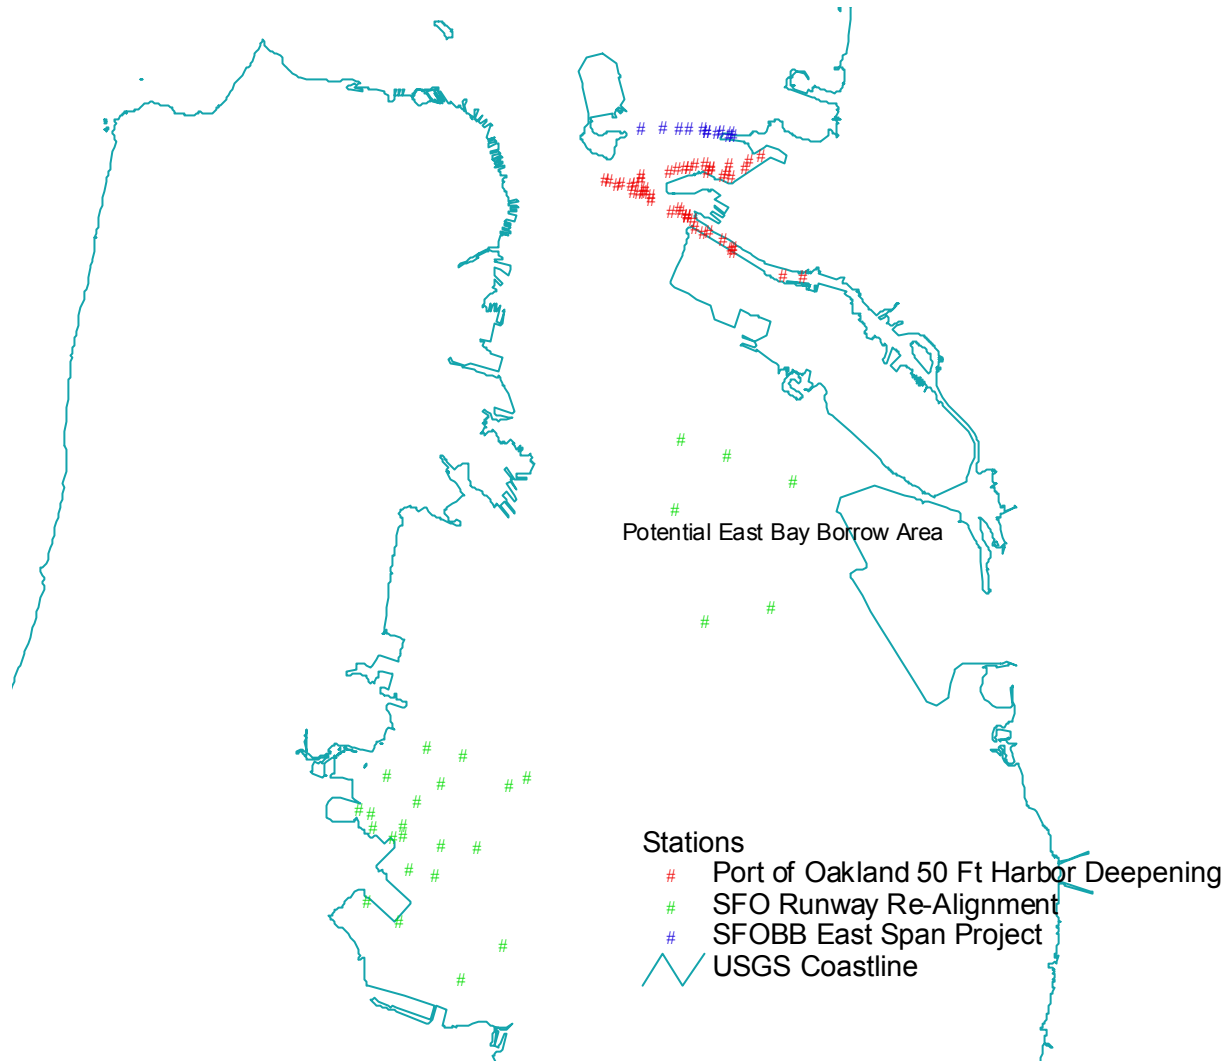 Potential East Bay Borrow Area
Stations
# Port of Oakland 50 Ft Harbor Deepening
# SFO Runway Re-Alignment
# SFOBB East Span Project
USGS Coastline